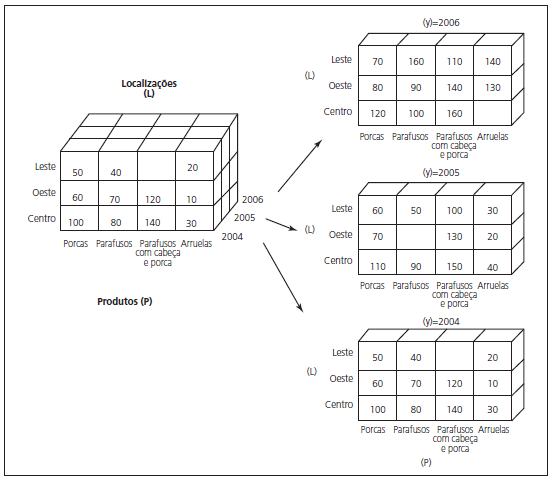 Localizações
(L)
Leste 50 40 20
Oeste 60 70 120 10
Centro 100 80 140 30
2006
2005
2004
Porcas Parafusos Parafusos Arruelas
com cabeça
e porca
Produtos (P)
(y)=2006
(L)
Leste 70 160 110 140
Oeste 80 90 140 130
Centro 120 100 160
Porcas Parafusos Parafusos Arruelas
com cabeça
e porca
(y)=2005
(L)
Leste 60 50 100 30
Oeste 70 130 20
Centro 110 90 150 40
Porcas Parafusos Parafusos Arruelas
com cabeça
e porca
(y)=2004
(L)
Leste 50 40 20
Oeste 60 70 120 10
Centro 100 80 140 30
Porcas Parafusos Parafusos Arruelas
com cabeça
e porca
(P)